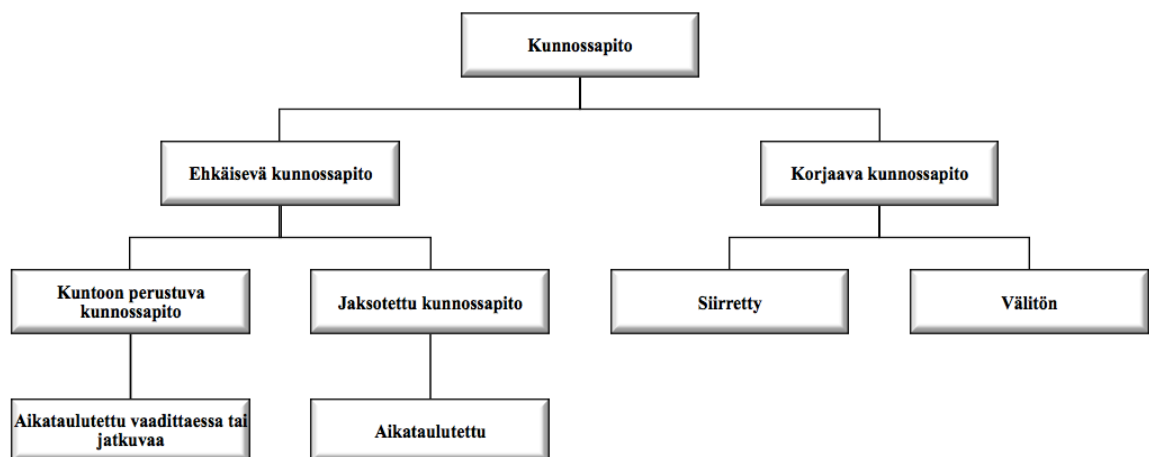 Kunnossapito
Ehkäisevä kunnossapito
Korjaava kunnossapito
Kuntoon perustuva
kunnossapito
Jaksotettu kunnossapito
Siirretty
Välitön
Aikataulutettu vaadittaessa tai
jatkuvaa
Aikataulutettu